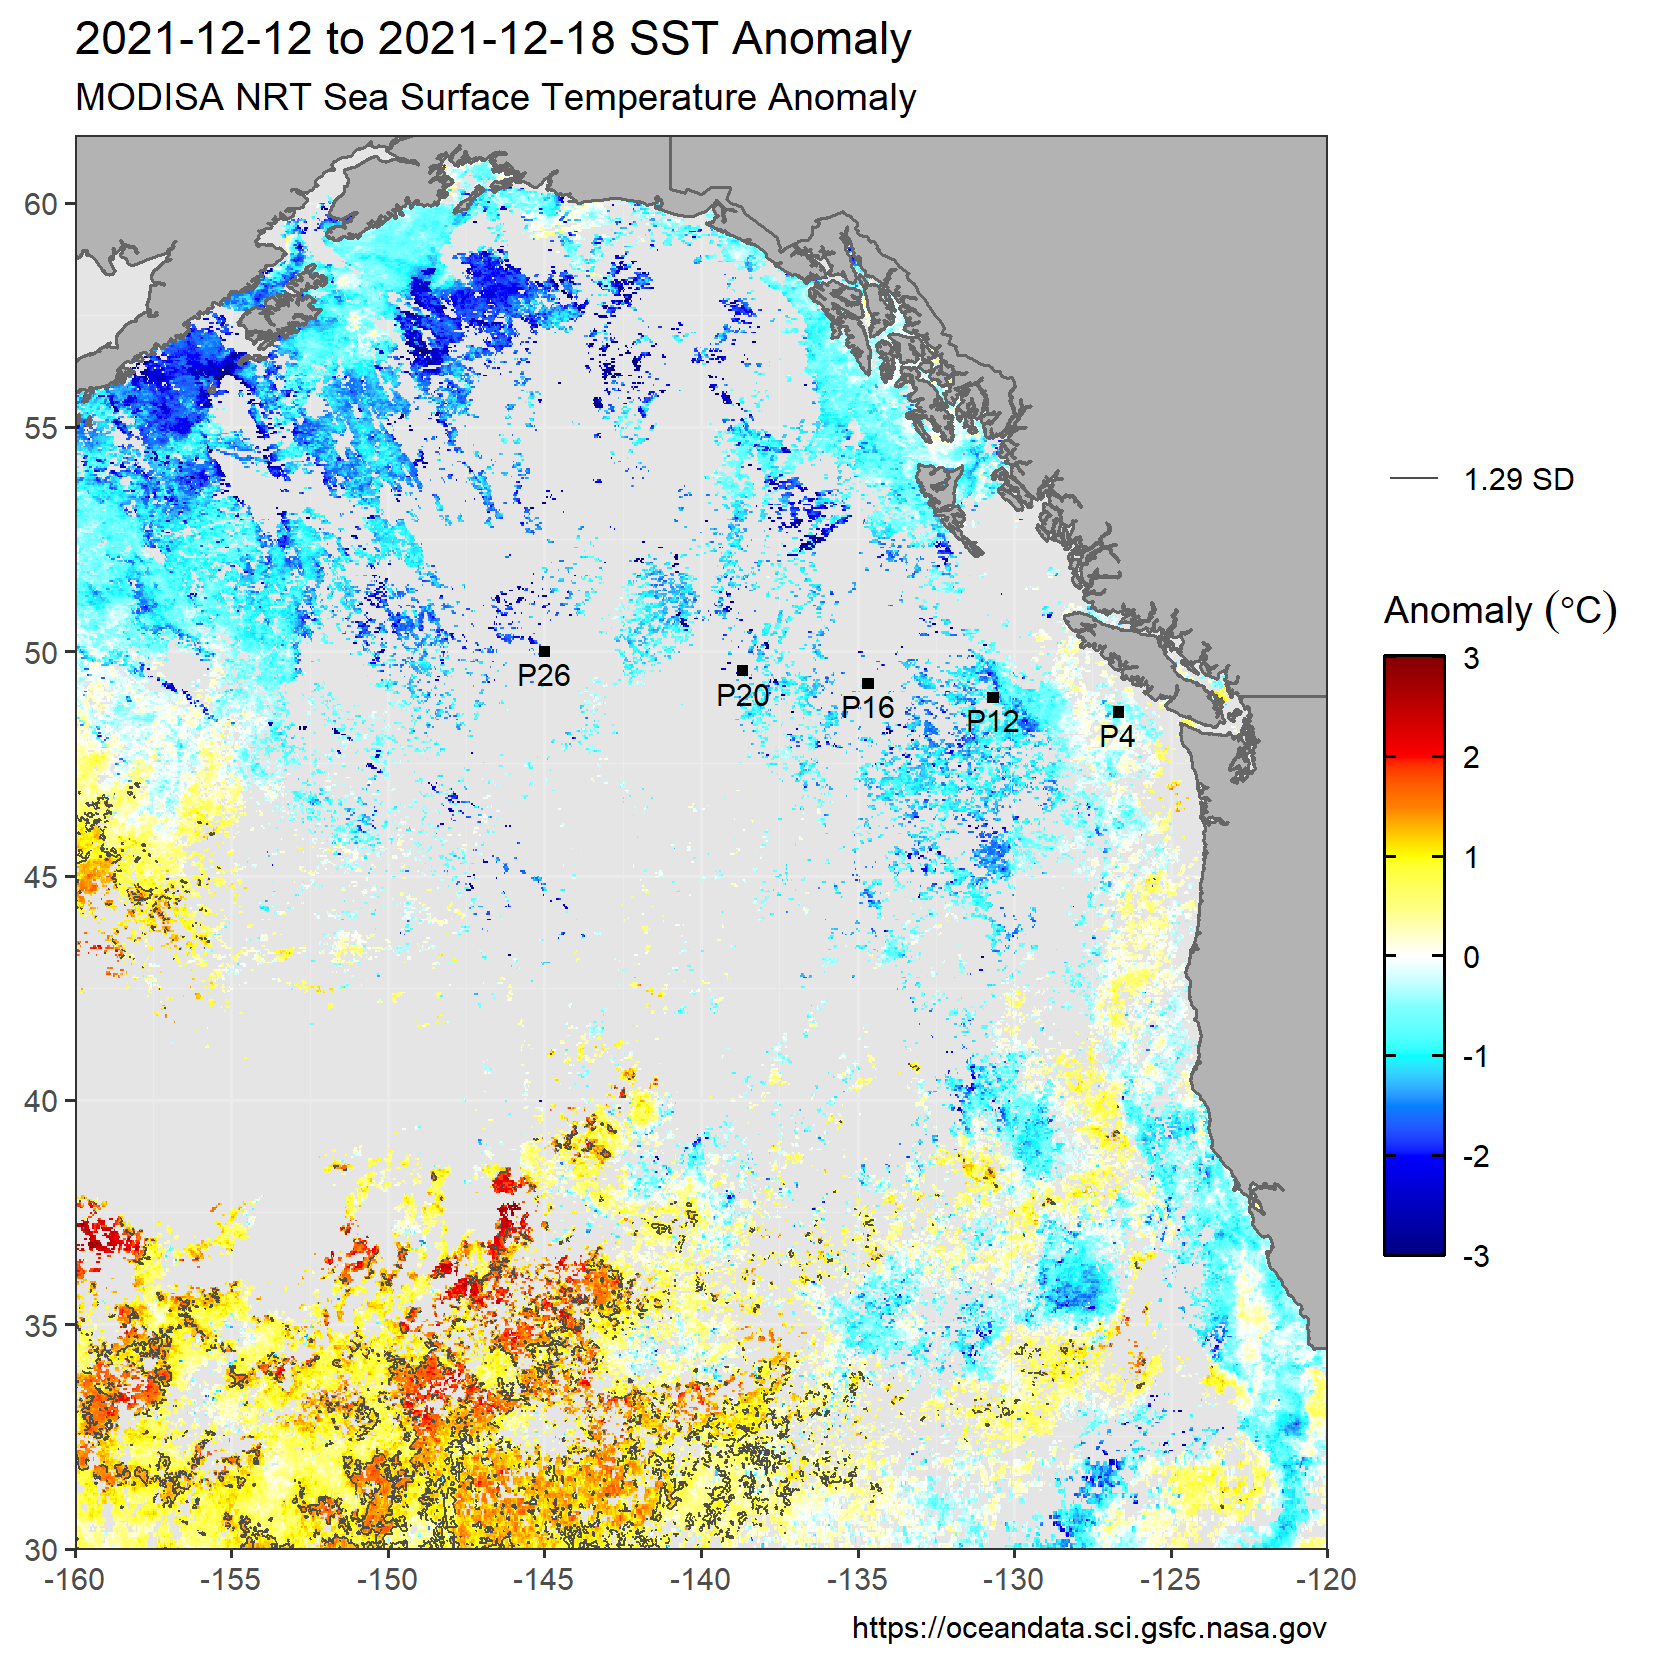 2021-12-12 to 2021-12-18 SST Anomaly
MODISA NRT Sea Surface Temperature Anomaly
60
55
50
45
40
35
30
-160
-155
-150
-145
-140
-135
-130
-125
-120
P26
P20
P16
P12
P4
1.29 SD
Anomaly (°C)
3
2
1
0
-1
-2
-3
https://oceandata.sci.gsfc.nasa.gov